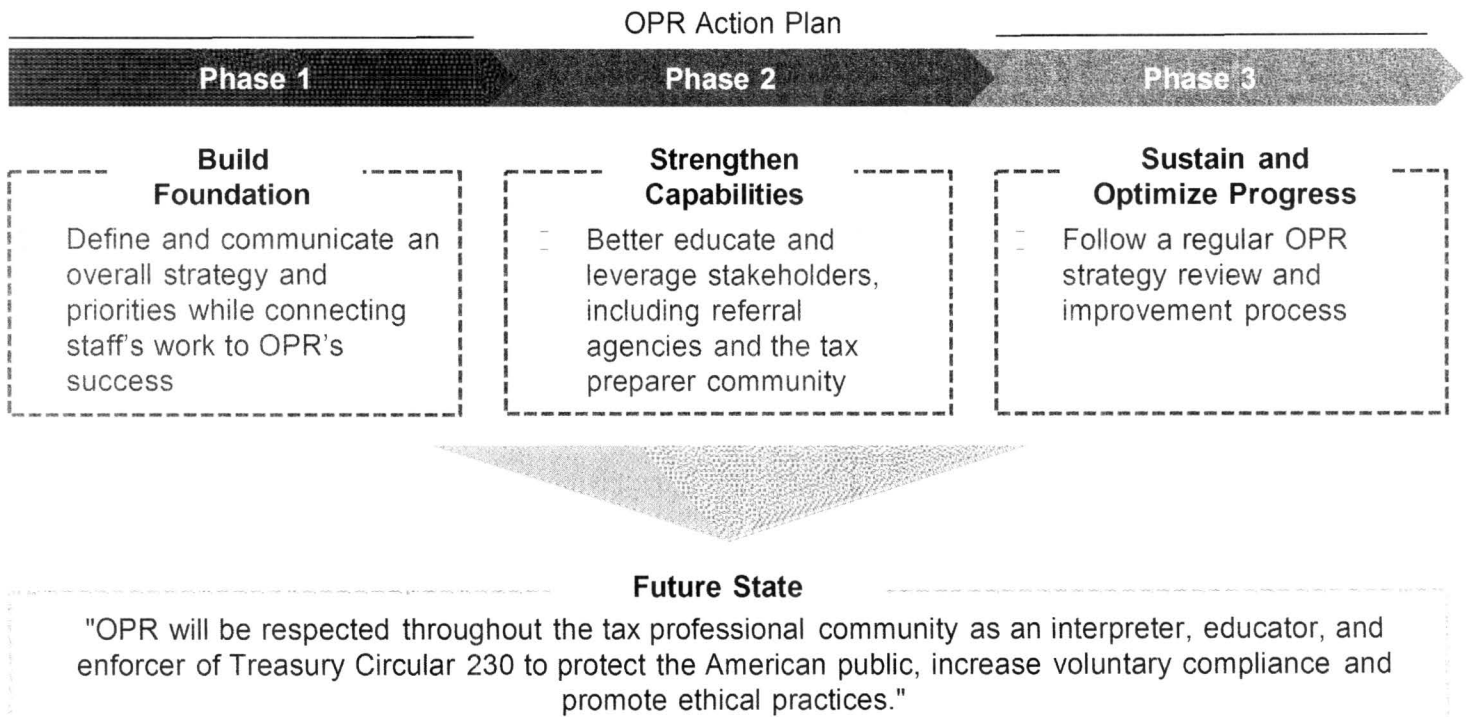 OPR Action Plan
Phase 1
Phase 2
Phase 3
Build
Foundation
Define and communicate an
overall strategy and
priorities while connecting
staff's work to OPR's
success
Strengthen
Capabilities
Better educate and
leverage stakeholders,
including referral
agencies and the tax
preparer community
Sustain and
Optimize Progress
Follow a regular OPR
strategy review and
improvement process
Future State
"OPR will be respected throughout the tax professional community as an interpreter, educator, and
enforcer of Treasury Circular 230 to protect the American public, increase voluntary compliance and
promote ethical practices."